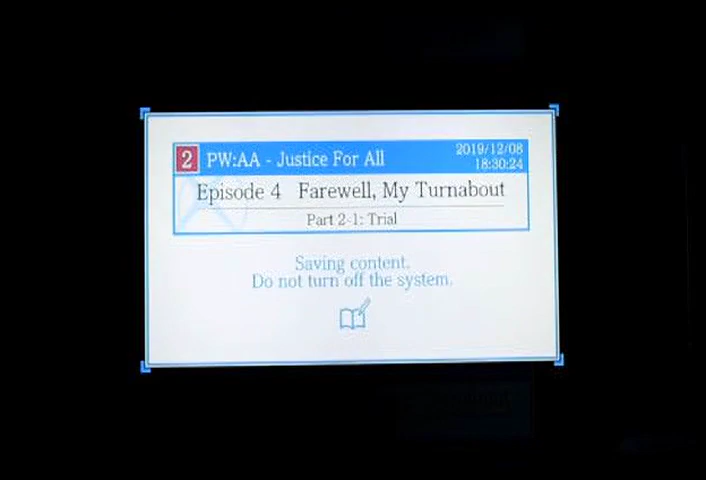 2 PW:AA - Justice For All 2019/12/08
18:30:24
Episode 4 Farewell, My Turnabout
Part 2-1: Trial
Saving content.
Do not turn off the system.